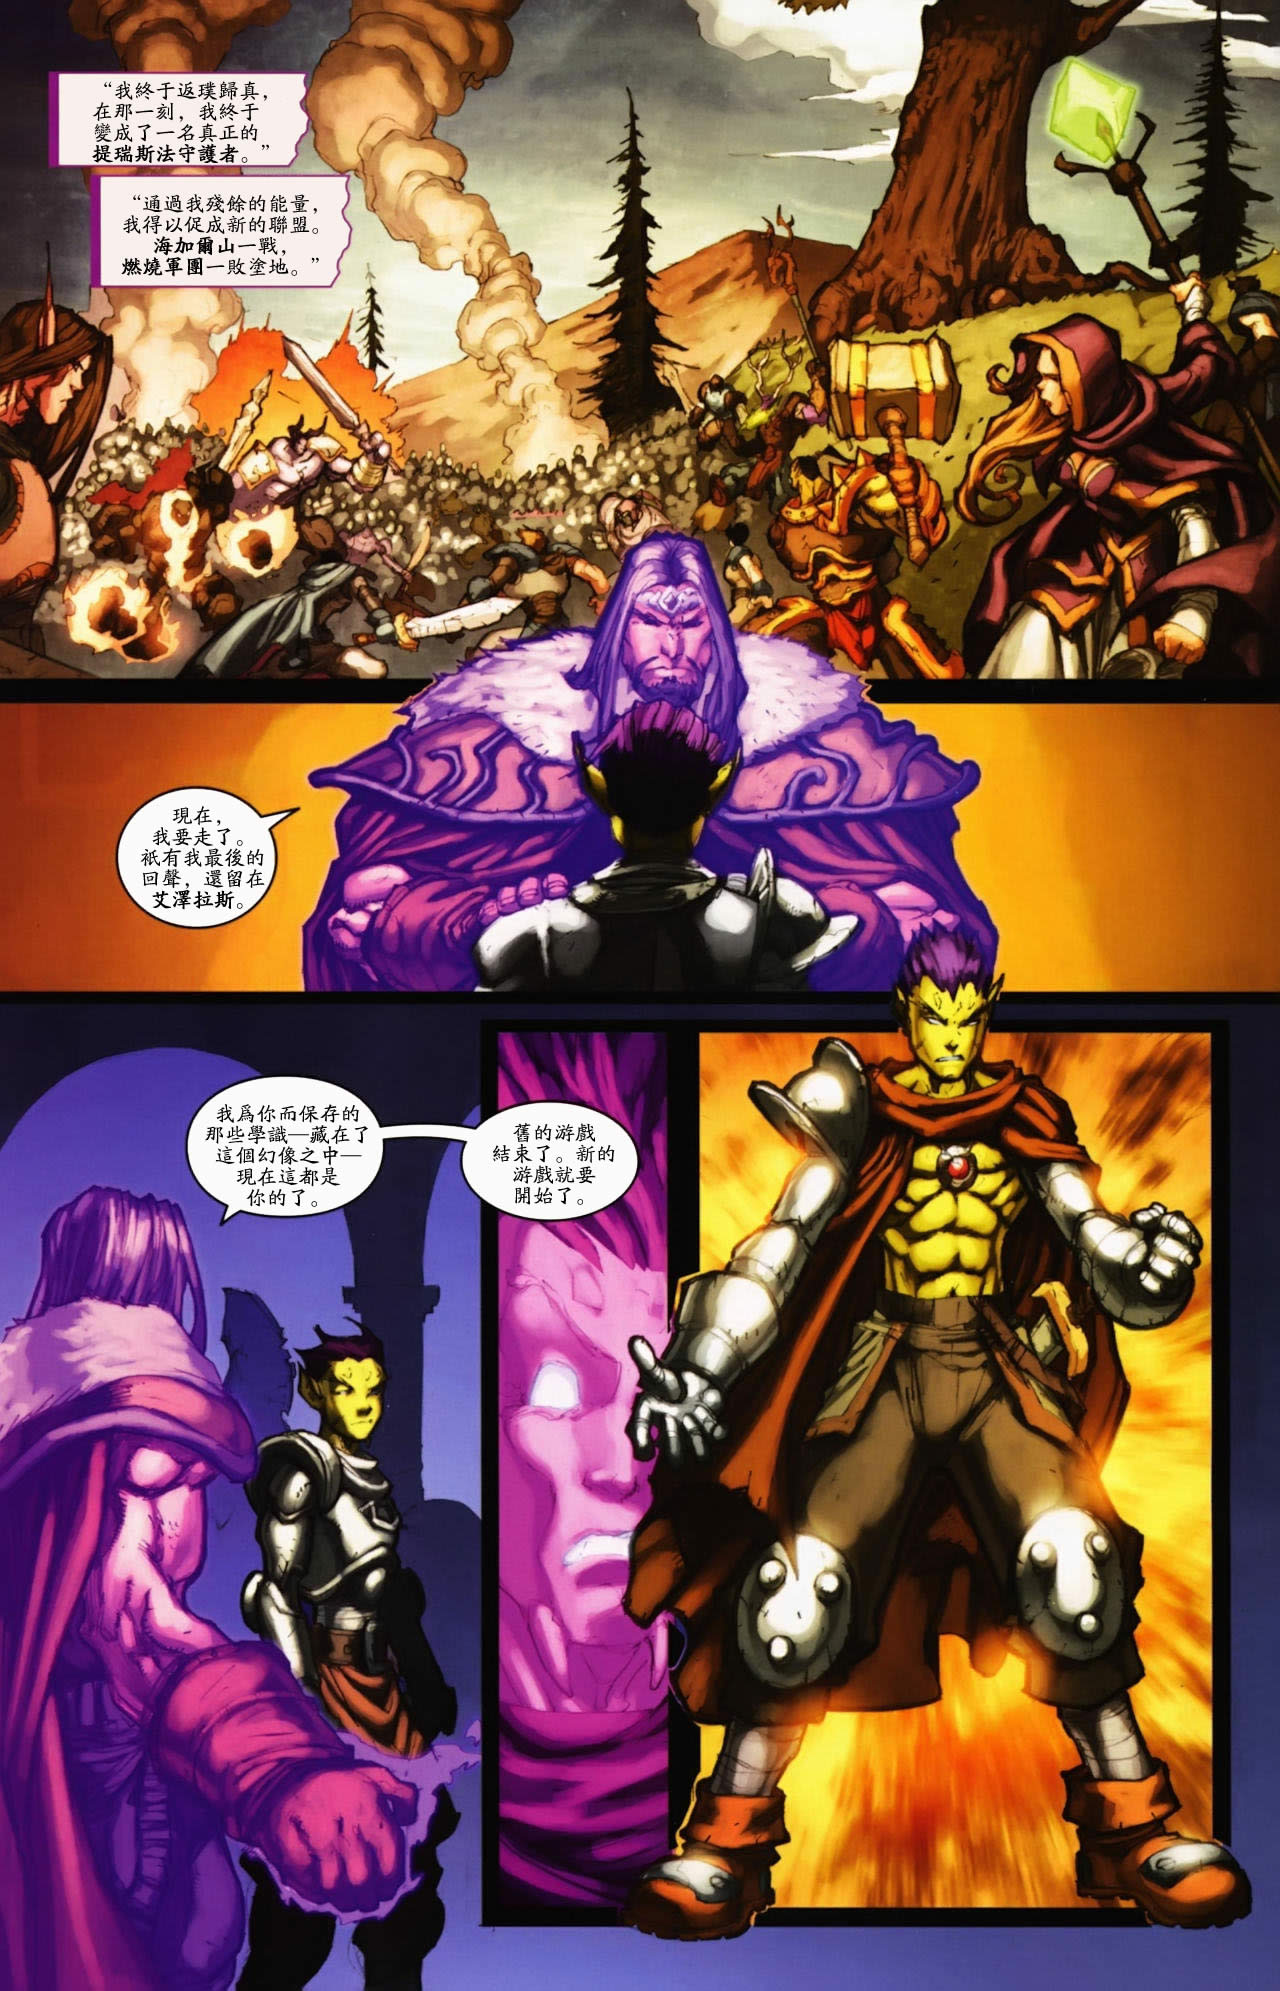 “我終于返璞歸真，
在那一刻，我終于
變成了一名真正的
提瑞斯法守護者。”
“通過我殘餘的能量，
我得以促成新的聯盟。
海加爾山一戰，
燃燒軍團一敗塗地。”
現在，
我要走了。
衹有我最後的
回聲，還留在
艾澤拉斯。
我爲你而保存的
那些學識—藏在了
這個幻像之中—
現在這都是
你的了。
舊的游戲
結束了。新的
游戲就要
開始了。